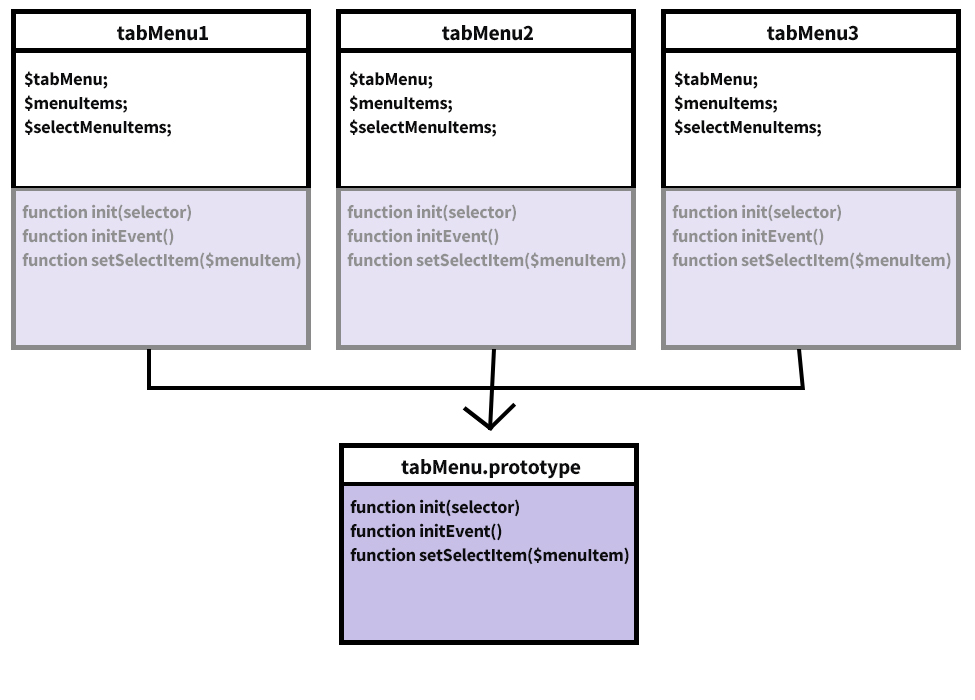 tabMenu1
$tabMenu;
$menuItems;
$selectMenuItems;
function init(selector)
function initEvent()
function setSelectItem($menuItem)
tabMenu2
$tabMenu;
$menuItems;
$selectMenuItems;
function init(selector)
function initEvent()
function setSelectItem($menuItem)
tabMenu3
$tabMenu;
$menuItems;
$selectMenuItems;
function init(selector)
function initEvent()
function setSelectItem($menuItem)
tabMenu.prototype
function init(selector)
function initEvent()
function setSelectItem($menuItem)